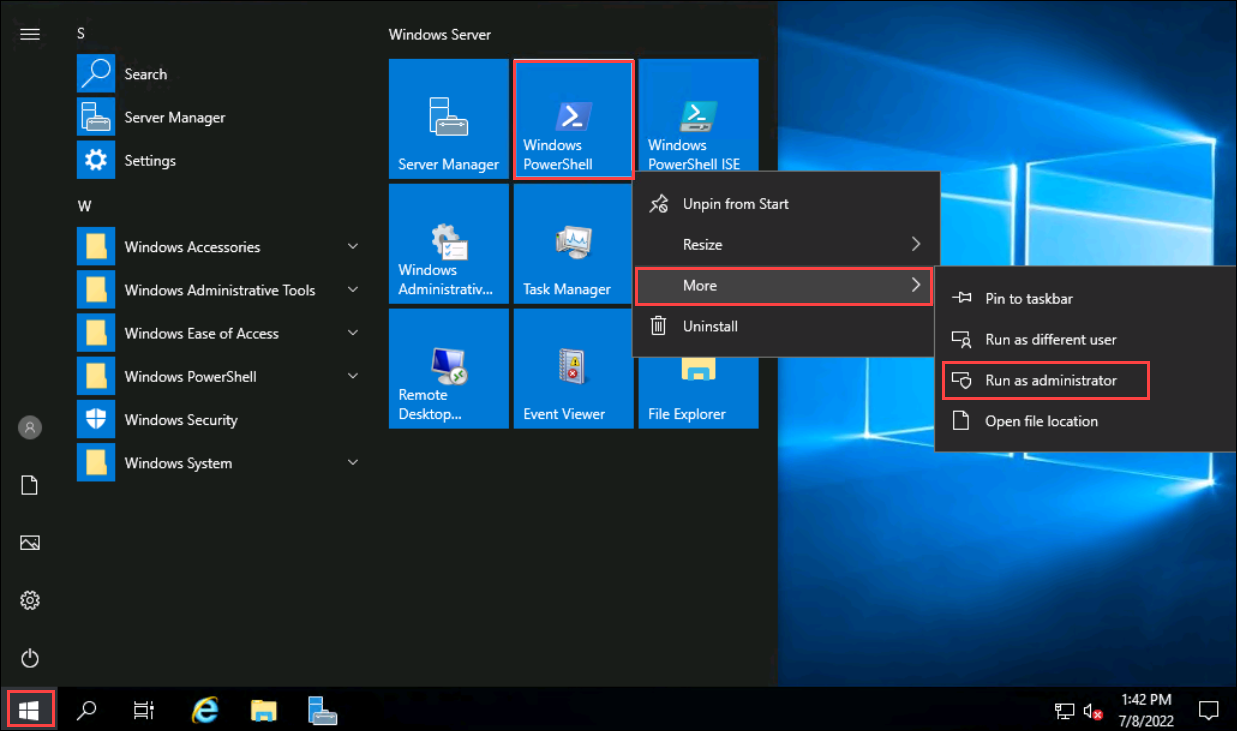 S
Search
Server Manager
Settings
W
Windows Accessories
Windows Administrative Tools
Windows Ease of Access
Windows PowerShell
Windows Security
Windows System
Windows Server
Server Manager
Windows
PowerShell
Windows
PowerShell ISE
Windows
Administrativ...
Task Manager
Remote
Desktop...
Event Viewer
File Explorer
Unpin from Start
Resize
More
Uninstall
Pin to taskbar
Run as different user
Run as administrator
Open file location
1:42 PM
7/8/2022